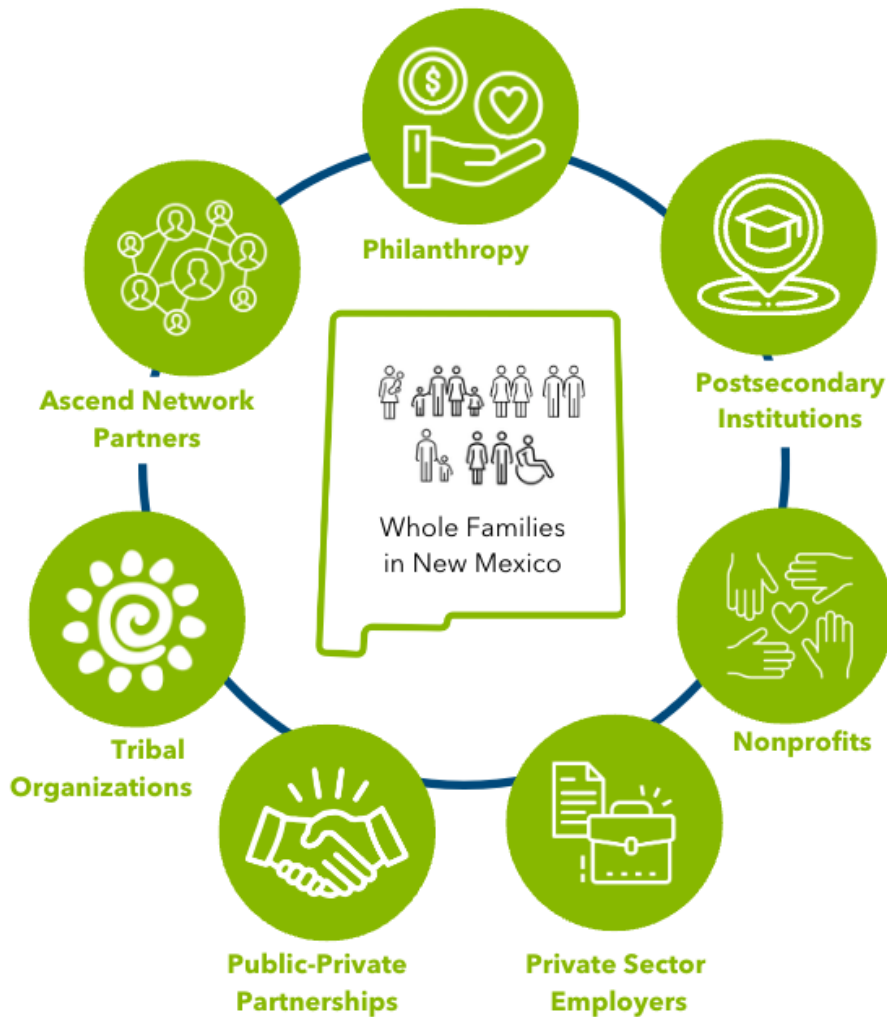 Philanthropy
Postsecondary
Institutions
Ascend Network
Partners
Whole Families
in New Mexico
Nonprofits
Tribal
Organizations
Public-Private
Partnerships
Private Sector
Employers
$